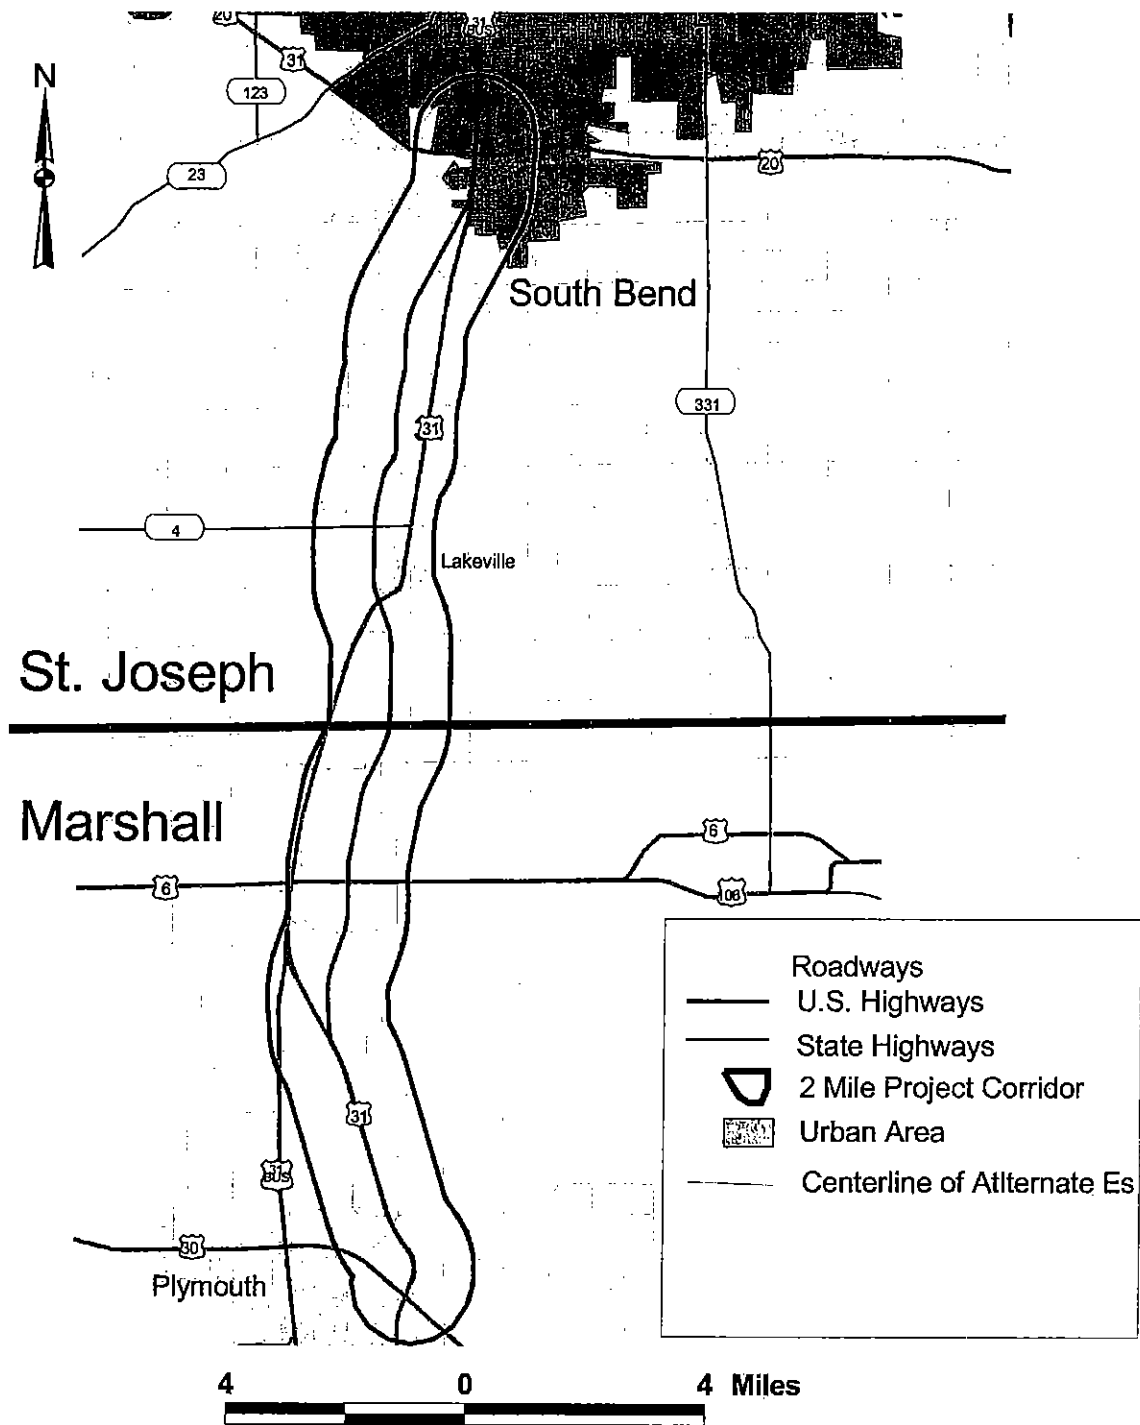 20
31
BUS
31
N
123
23
20
South Bend
331
31
4
Lakeville
St. Joseph
Marshall
6
6
106
Roadways
U.S. Highways
State Highways
2 Mile Project Corridor
Urban Area
Centerline of Atlternate Es
31
31
BUS
30
Plymouth
4 0 4 Miles